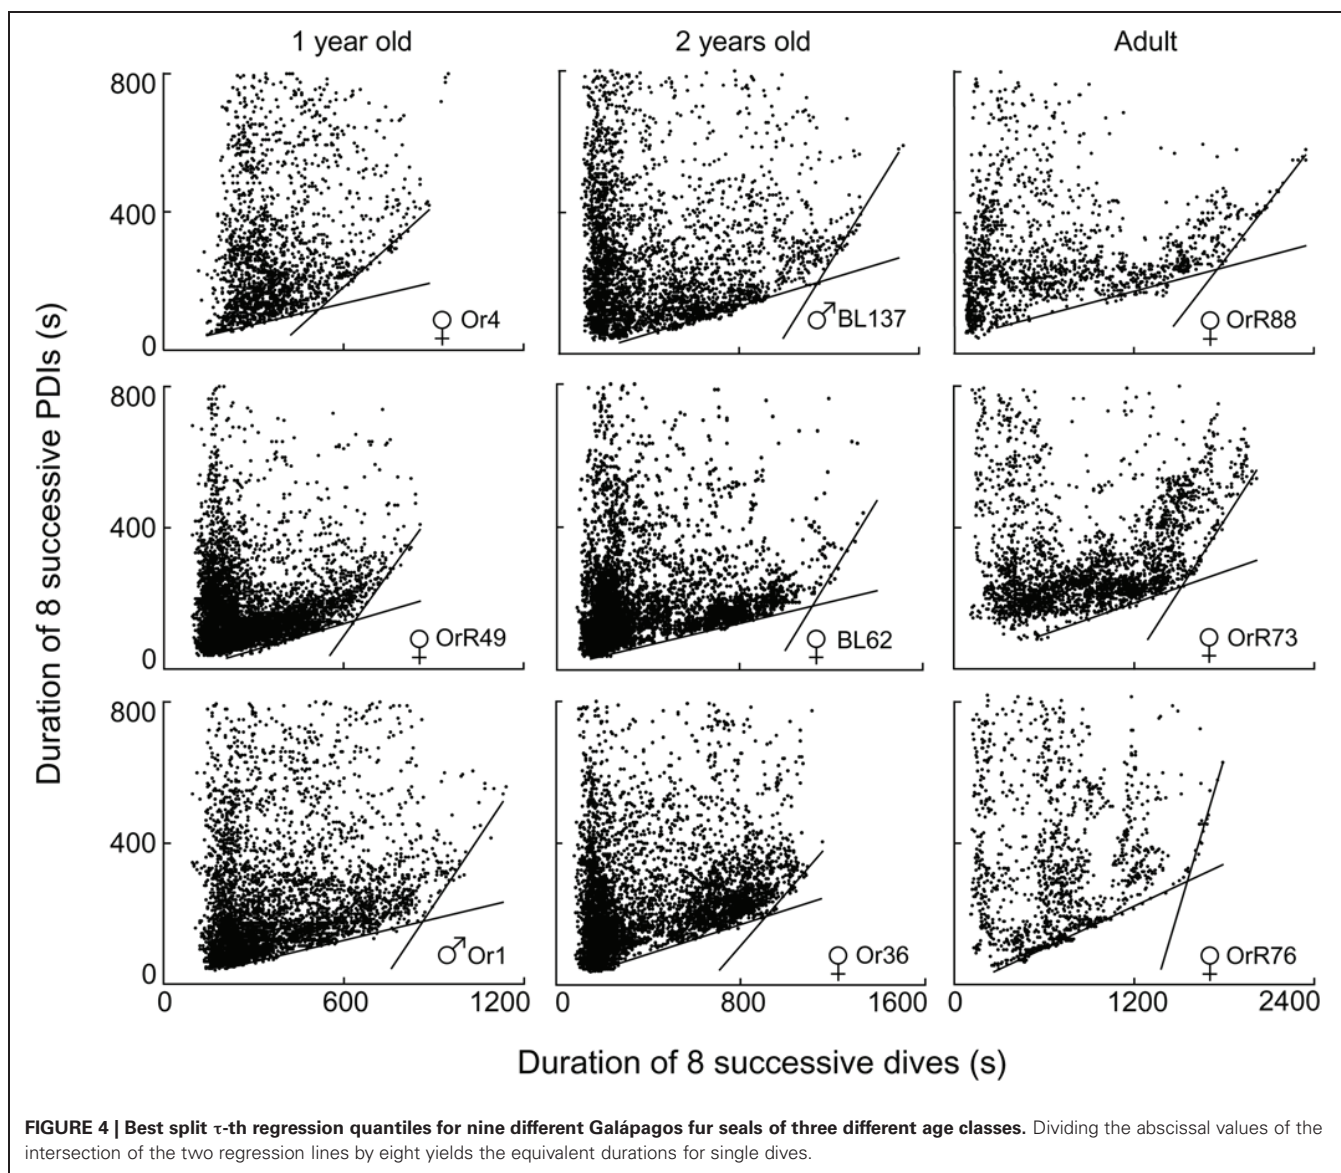 1 year old
2 years old
Adult
Duration of 8 successive PDIs (s)
800
400
0
♀ Or4
♂ BL137
♀ OrR88
800
400
0
♀ OrR49
♀ BL62
♀ OrR73
800
400
0
♂ Or1
♀ Or36
♀ OrR76
0 600 1200
0 800 1600
0 1200 2400
Duration of 8 successive dives (s)
FIGURE 4 | Best split τ-th regression quantiles for nine different Galápagos fur seals of three different age classes. Dividing the abscissal values of the
intersection of the two regression lines by eight yields the equivalent durations for single dives.